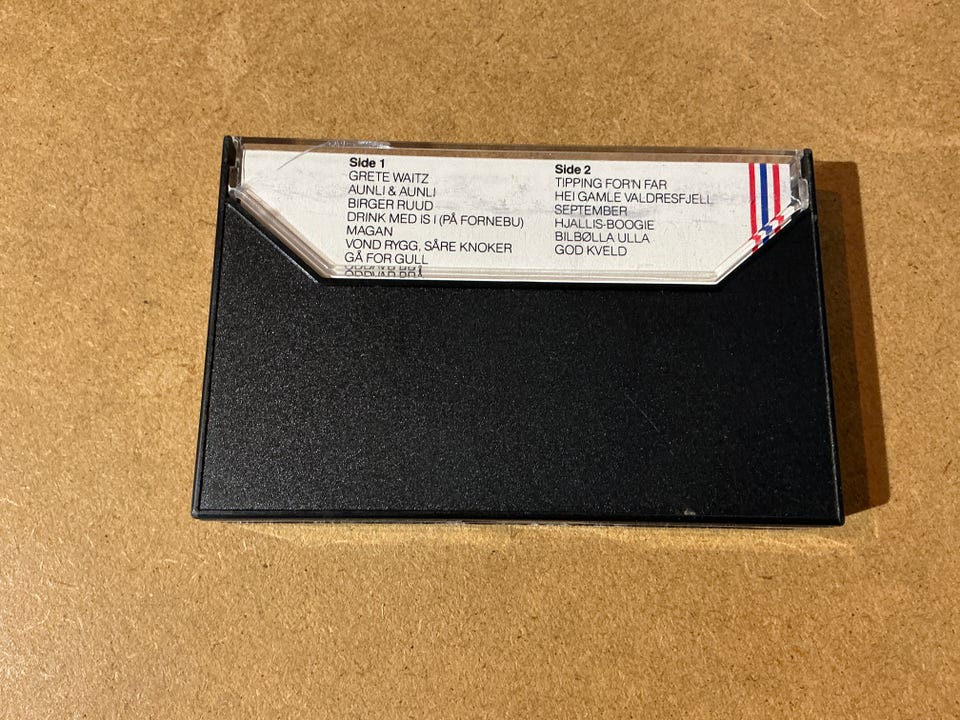 Side 1
GRETE WAITZ
AUNLI & AUNLI
BIRGER RUUD
DRINK MED IS I (PÅ FORNEBU)
MAGAN
VOND RYGG, SÅRE KNOKER
GÅ FOR GULL
Side 2
TIPPING FOR'N FAR
HEI GAMLE VALDRESFJELL
SEPTEMBER
HJALLIS-BOOGIE
BILBØLLA ULLA
GOD KVELD